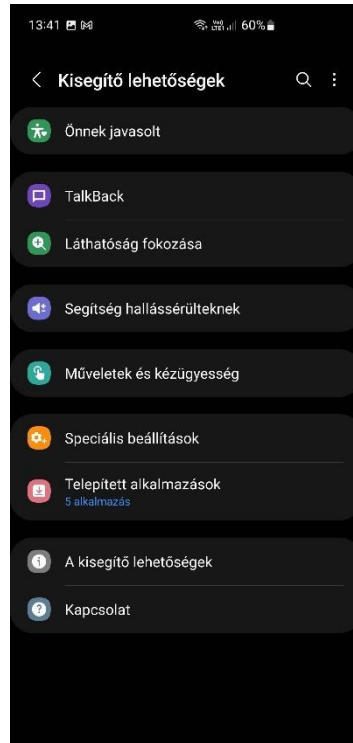 13:41 60%
Kisegítő lehetőségek
Önnek javasolt
TalkBack
Láthatóság fokozása
Segítség hallássérülteknek
Műveletek és kézügyesség
Speciális beállítások
Telepített alkalmazások
5 alkalmazás
A kisegítő lehetőségek
Kapcsolat